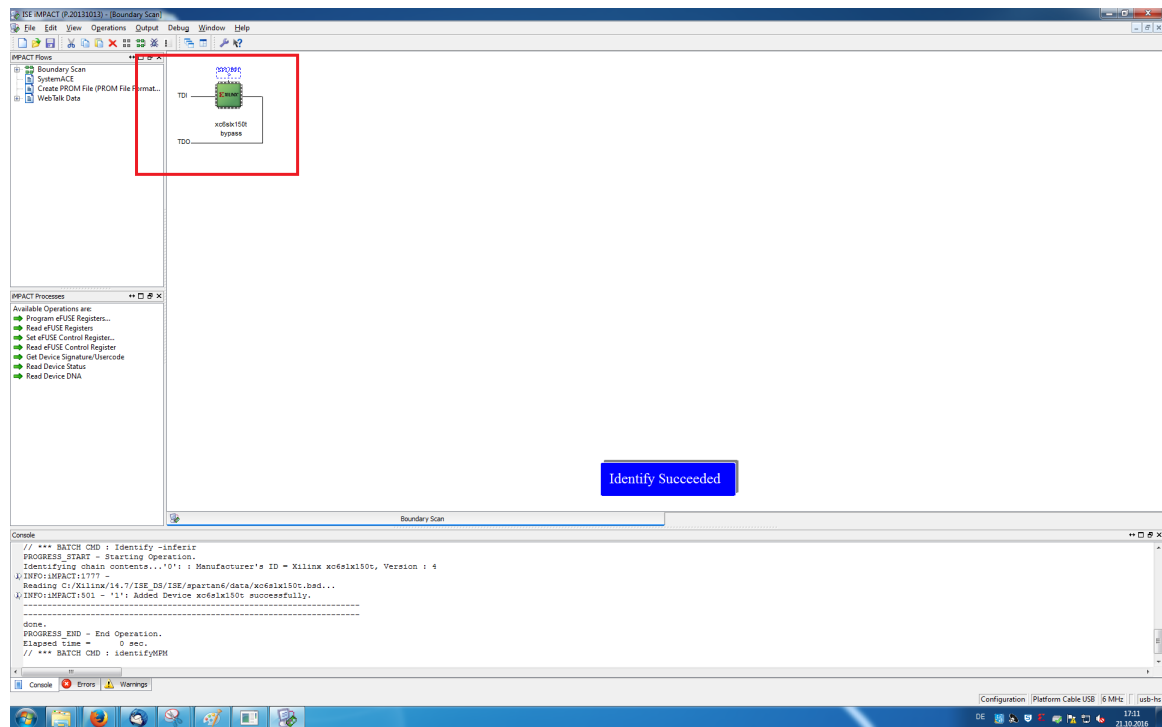 ISE iMPACT (P.20131013) - [Boundary Scan]
File Edit View Operations Output Debug Window Help
iMPACT Flows
Boundary Scan
SystemACE
Create PROM File (PROM File Format...
WebTalk Data
TDI
xc6slx150t
bypass
TDO
iMPACT Processes
Available Operations are:
Program eFUSE Registers...
Read eFUSE Registers
Set eFUSE Control Register...
Read eFUSE Control Register
Get Device Signature/Usercode
Read Device Status
Read Device DNA
Identify Succeeded
Boundary Scan
Console
// *** BATCH CMD : Identify -inferir
PROGRESS_START - Starting Operation.
Identifying chain contents...'0': : Manufacturer's ID = Xilinx xc6slx150t, Version : 4
INFO:iMPACT:1777 -
Reading C:/Xilinx/14.7/ISE_DS/ISE/spartan6/data/xc6slx150t.bsd...
INFO:iMPACT:501 - '1': Added Device xc6slx150t successfully.
----------------------------------------------------------------------
----------------------------------------------------------------------
done.
PROGRESS_END - End Operation.
Elapsed time =      0 sec.
// *** BATCH CMD : identifyMPM
Console Errors Warnings
Configuration Platform Cable USB 6 MHz usb-hs
DE 17:11
21.10.2016